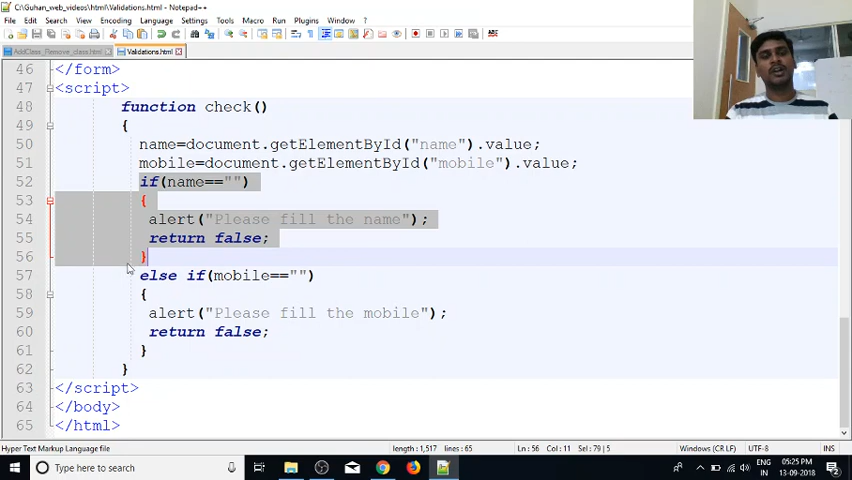 C:\Guhan_web_videos\html\Validations.html - Notepad++
File Edit Search View Encoding Language Settings Tools Macro Run Plugins Window ?
AddClass_Remove_class.html Validations.html
46 </form>
47 <script>
48 function check()
49 {
50 name=document.getElementById("name").value;
51 mobile=document.getElementById("mobile").value;
52 if(name=="")
53 {
54 alert("Please fill the name");
55 return false;
56 }
57 else if(mobile=="")
58 {
59 alert("Please fill the mobile");
60 return false;
61 }
62 }
63 </script>
64 </body>
65 </html>
Hyper Text Markup Language file length : 1,517 lines : 65 Ln : 56 Col : 11 Sel : 79 | 5 Windows (CR LF) UTF-8 INS
Type here to search ENG 05:25 PM
IN 13-09-2018 2